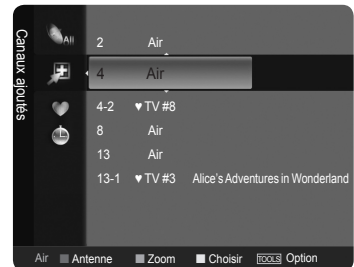 Canaux ajoutés
All
2 Air
4 Air
4-2 ♥ TV #8
8 Air
13 Air
13-1 ♥ TV #3 Alice's Adventures in Wonderland
Air Antenne Zoom Choisir TOOLS Option